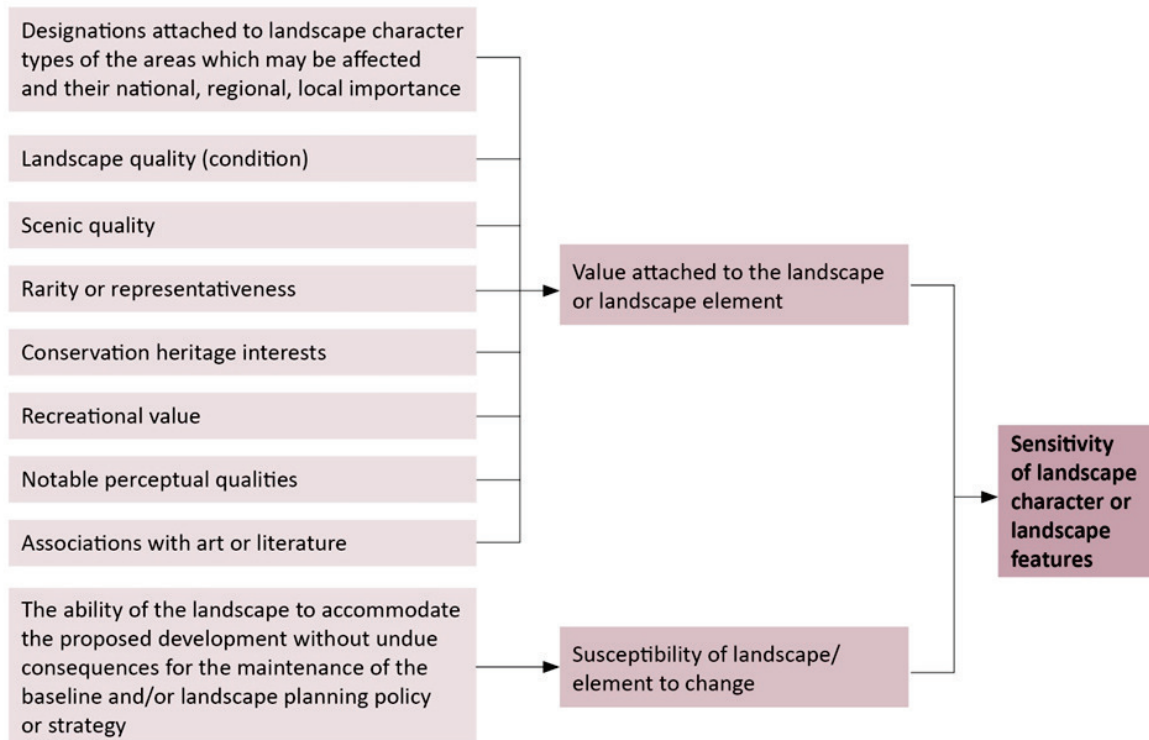 Designations attached to landscape character
types of the areas which may be affected
and their national, regional, local importance
Landscape quality (condition)
Scenic quality
Rarity or representativeness
Conservation heritage interests
Recreational value
Notable perceptual qualities
Associations with art or literature
The ability of the landscape to accommodate
the proposed development without undue
consequences for the maintenance of the
baseline and/or landscape planning policy
or strategy
Value attached to the landscape
or landscape element
Susceptibility of landscape/
element to change
Sensitivity
of landscape
character or
landscape
features